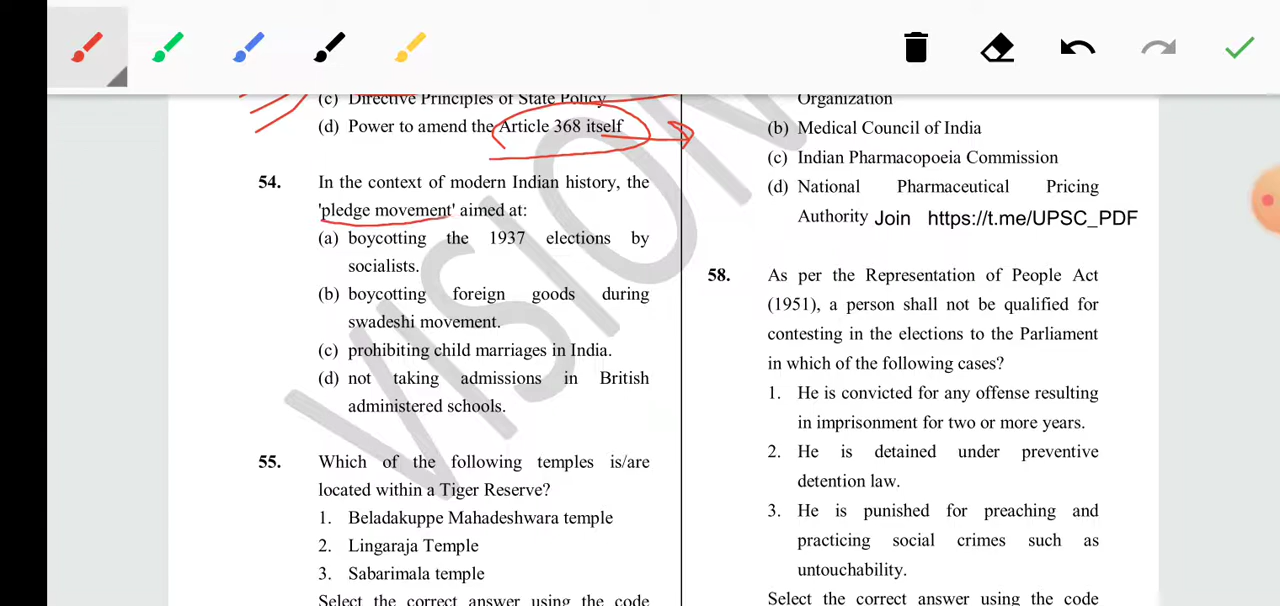 (c) Directive Principles of State Policy
(d) Power to amend the Article 368 itself
54. In the context of modern Indian history, the
'pledge movement' aimed at:
(a) boycotting the 1937 elections by
socialists.
(b) boycotting foreign goods during
swadeshi movement.
(c) prohibiting child marriages in India.
(d) not taking admissions in British
administered schools.
55. Which of the following temples is/are
located within a Tiger Reserve?
1. Beladakuppe Mahadeshwara temple
2. Lingaraja Temple
3. Sabarimala temple
Select the correct answer using the code
Organization
(b) Medical Council of India
(c) Indian Pharmacopoeia Commission
(d) National Pharmaceutical Pricing
Authority Join https://t.me/UPSC_PDF
58. As per the Representation of People Act
(1951), a person shall not be qualified for
contesting in the elections to the Parliament
in which of the following cases?
1. He is convicted for any offense resulting
in imprisonment for two or more years.
2. He is detained under preventive
detention law.
3. He is punished for preaching and
practicing social crimes such as
untouchability.
Select the correct answer using the code
VISION